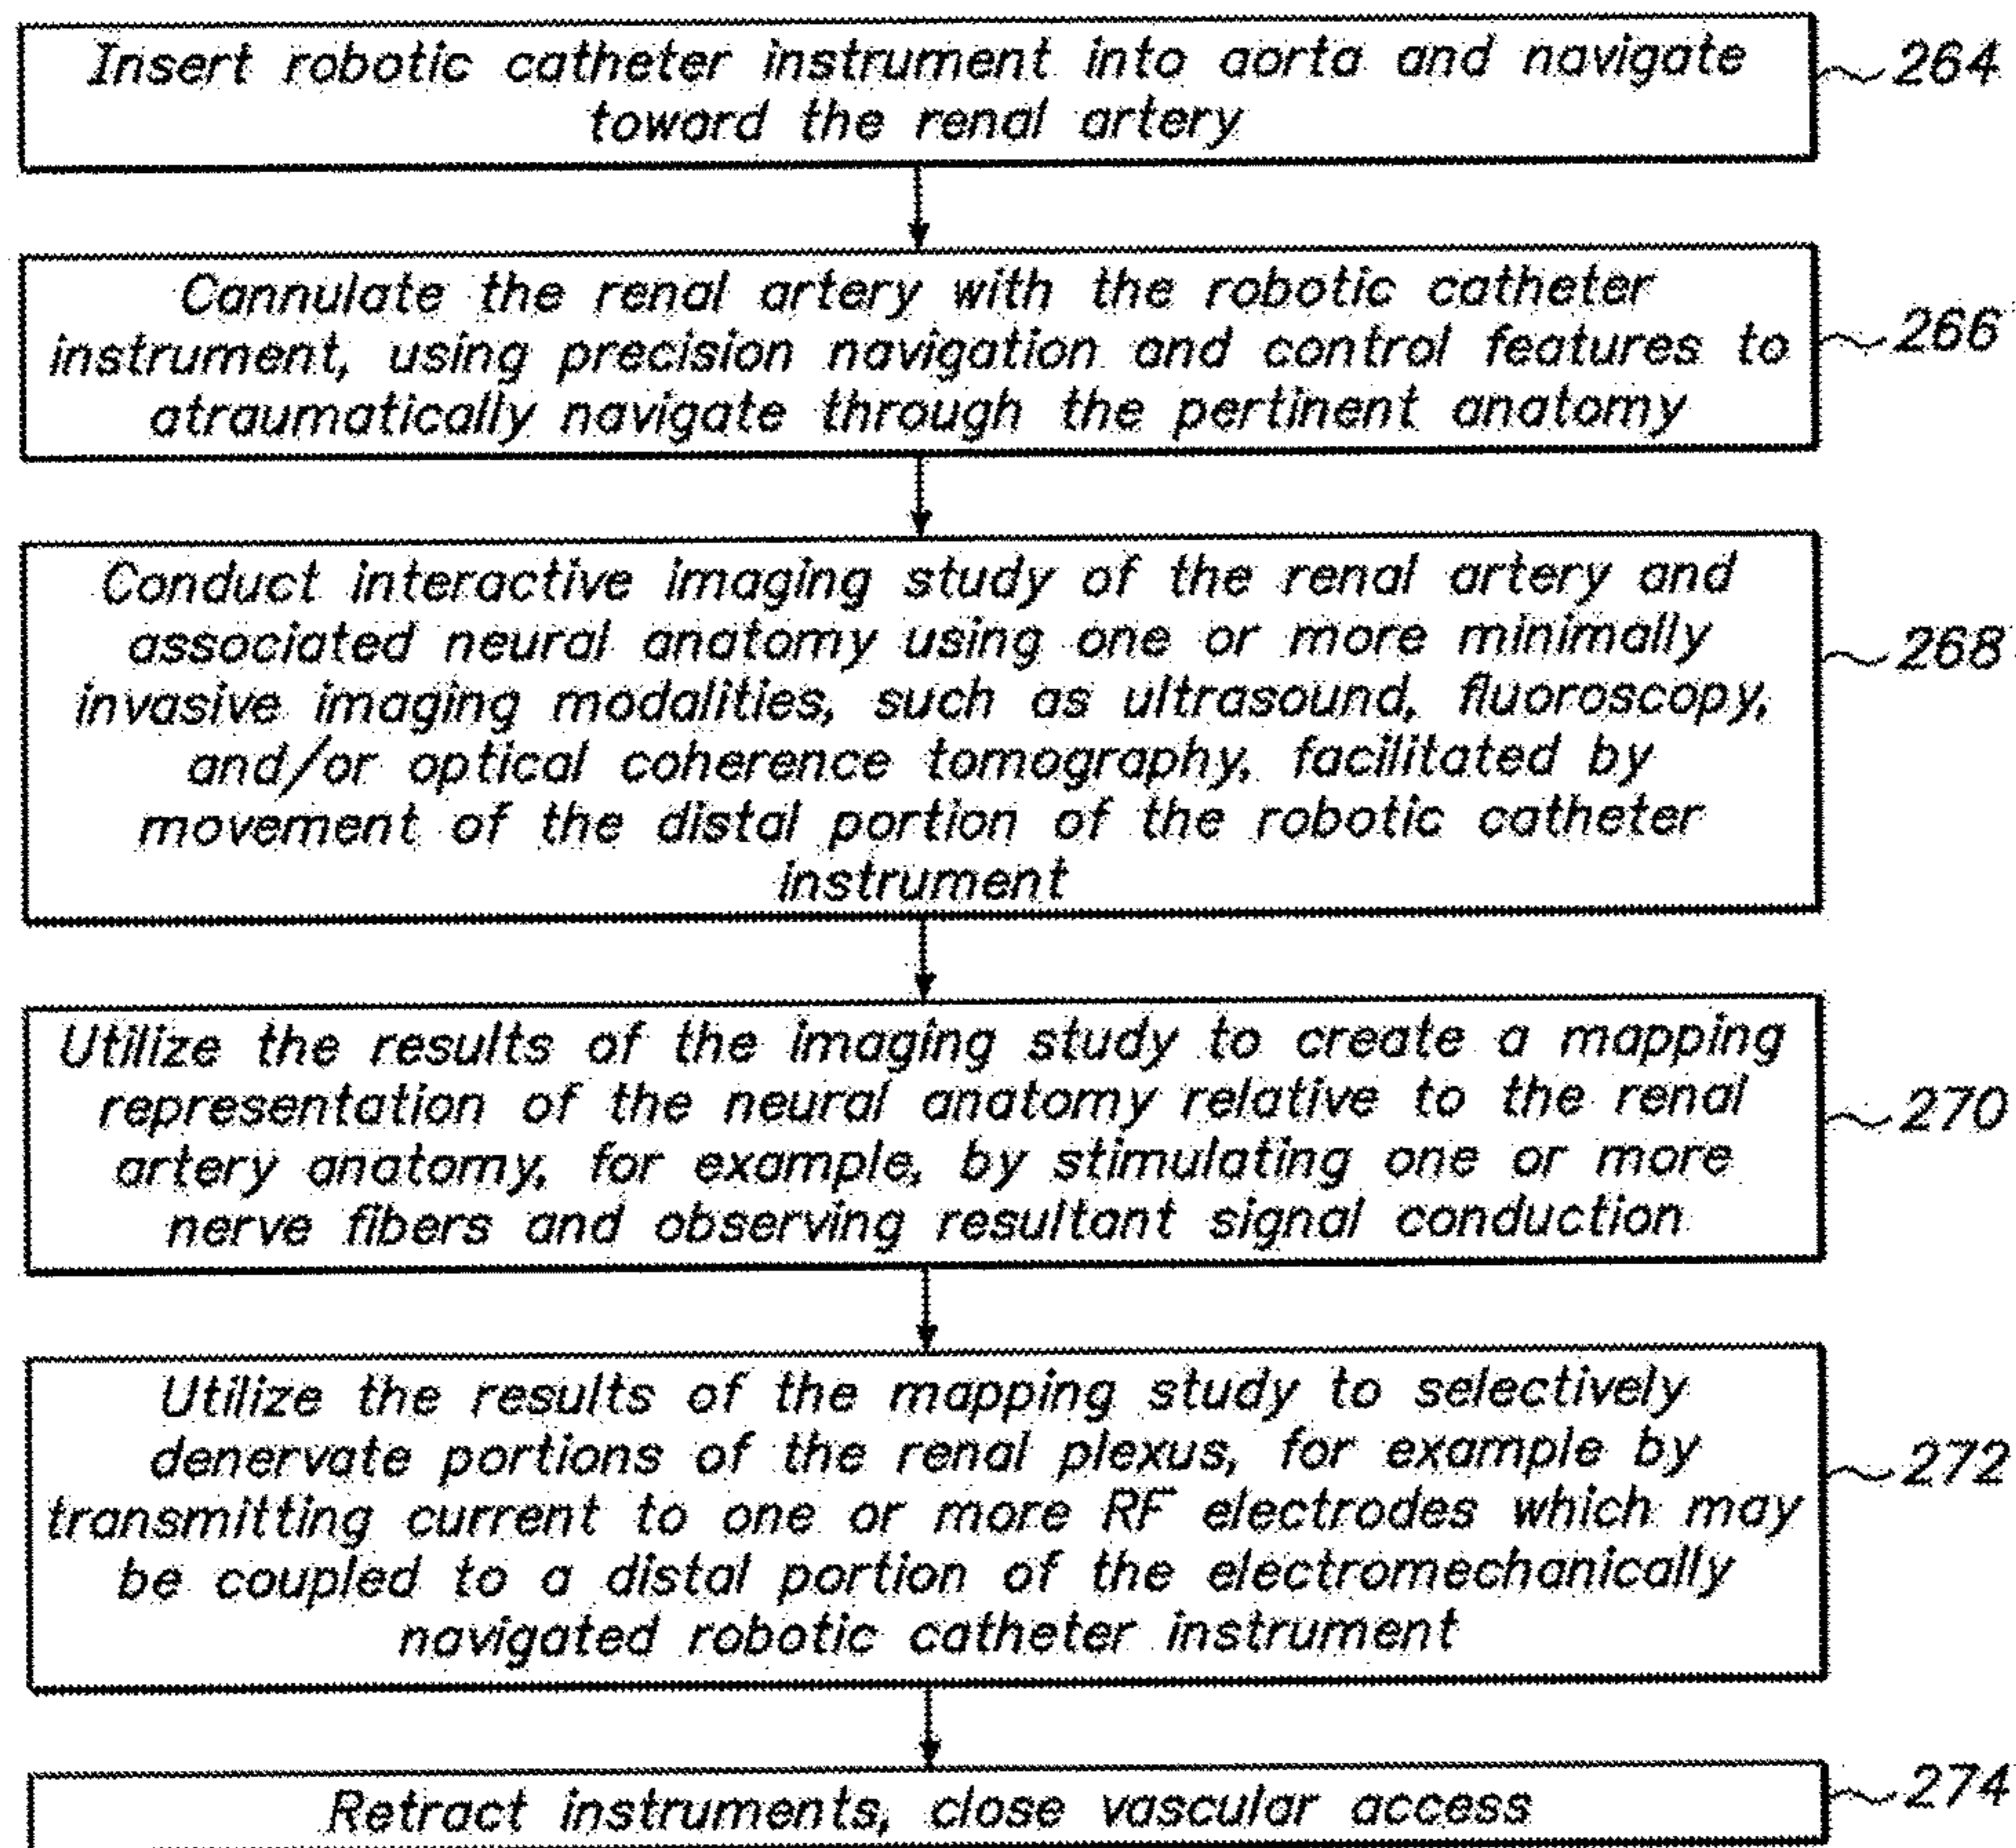 Insert robotic catheter instrument into aorta and navigate
toward the renal artery
264
Cannulate the renal artery with the robotic catheter
instrument, using precision navigation and control features to
atraumatically navigate through the pertinent anatomy
266
Conduct interactive imaging study of the renal artery and
associated neural anatomy using one or more minimally
invasive imaging modalities, such as ultrasound, fluoroscopy,
and/or optical coherence tomography, facilitated by
movement of the distal portion of the robotic catheter
instrument
268
Utilize the results of the imaging study to create a mapping
representation of the neural anatomy relative to the renal
artery anatomy, for example, by stimulating one or more
nerve fibers and observing resultant signal conduction
270
Utilize the results of the mapping study to selectively
denervate portions of the renal plexus, for example by
transmitting current to one or more RF electrodes which may
be coupled to a distal portion of the electromechanically
navigated robotic catheter instrument
272
Retract instruments, close vascular access
274